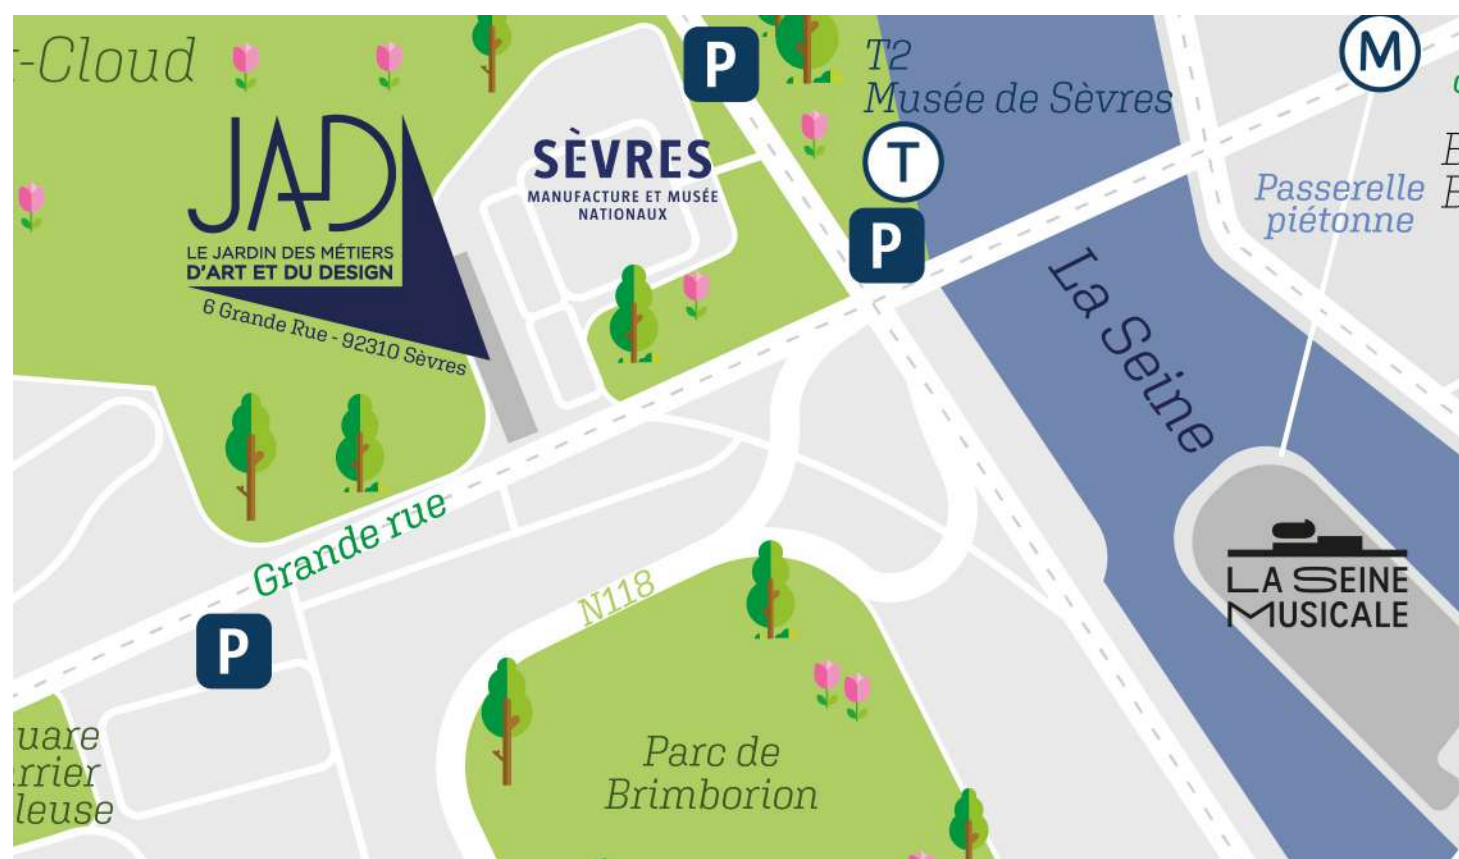 -Cloud
P
T2
Musée de Sèvres
M
T
P
SÈVRES
MANUFACTURE ET MUSÉE
NATIONAUX
JAD
LE JARDIN DES MÉTIERS
D'ART ET DU DESIGN
6 Grande Rue - 92310 Sèvres
Passerelle
piétonne
La Seine
Grande rue
N118
LA SEINE
MUSICALE
P
Parc de
Brimborion
uare
rrier
leuse